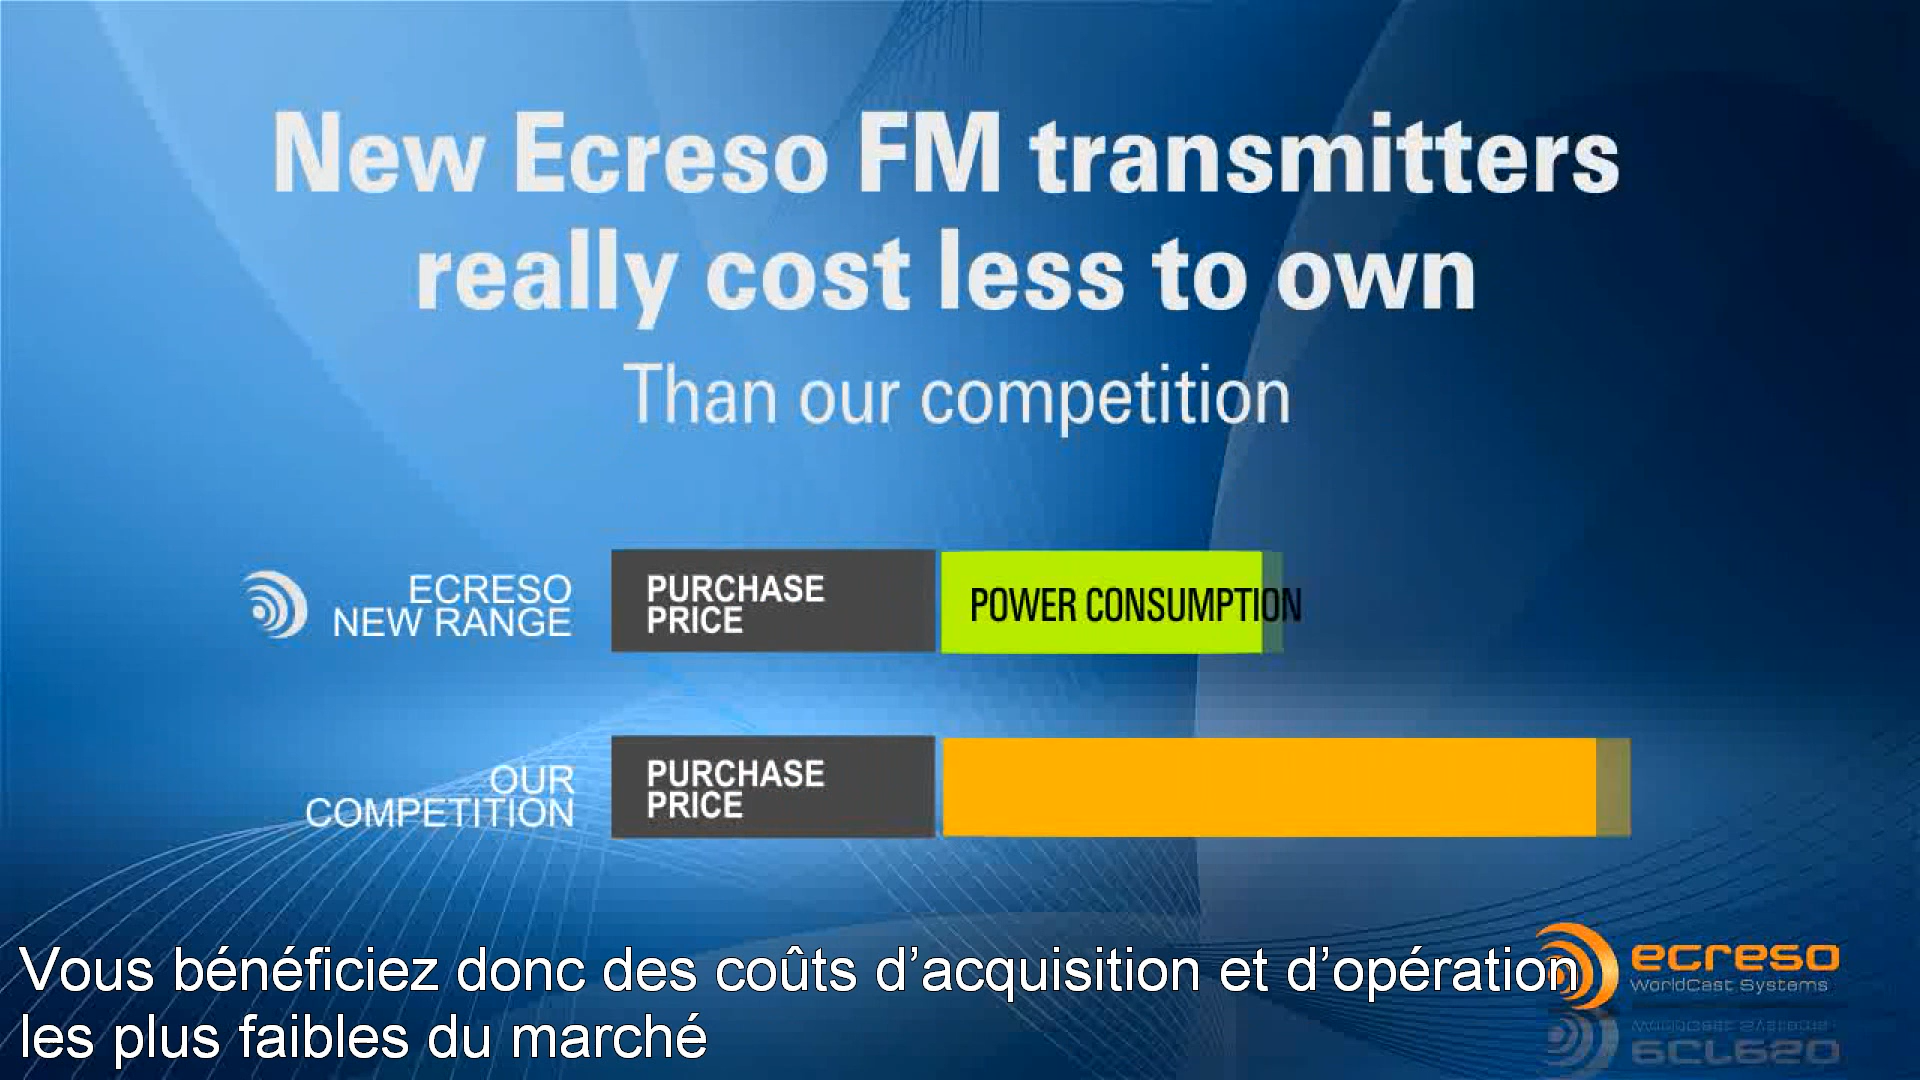 New Ecreso FM transmitters
really cost less to own
Than our competition
ECRESO
NEW RANGE
PURCHASE
PRICE
POWER CONSUMPTION
OUR
COMPETITION
PURCHASE
PRICE
Vous bénéficiez donc des coûts d’acquisition et d’opération
les plus faibles du marché
ecreso
WorldCast Systems